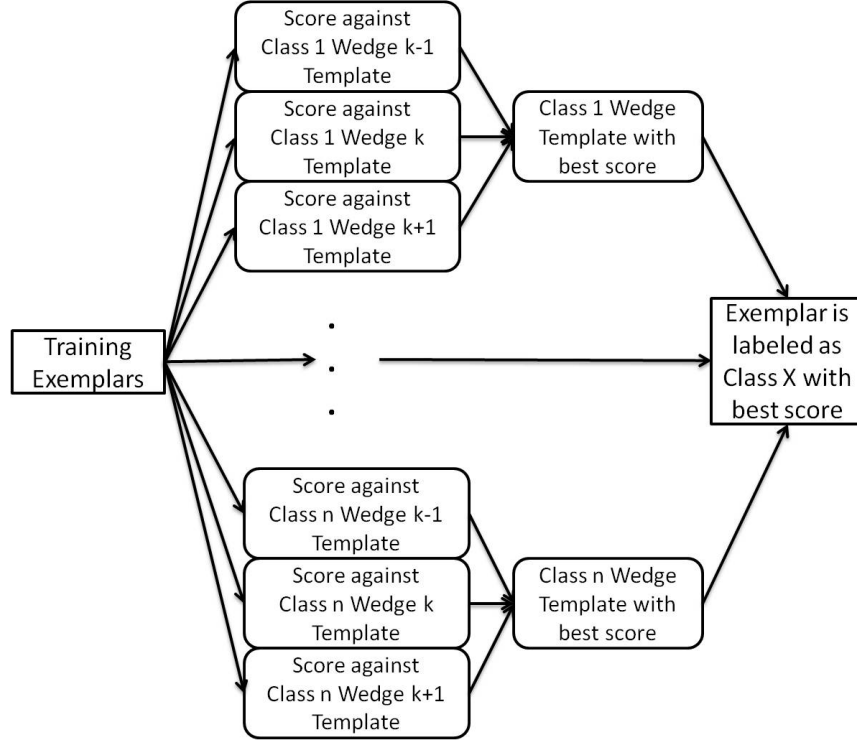 Score against
Class 1 Wedge k-1
Template
Score against
Class 1 Wedge k
Template
Score against
Class 1 Wedge k+1
Template
Class 1 Wedge
Template with
best score
Training
Exemplars
.
.
.
Exemplar is
labeled as
Class X with
best score
Score against
Class n Wedge k-1
Template
Score against
Class n Wedge k
Template
Score against
Class n Wedge k+1
Template
Class n Wedge
Template with
best score